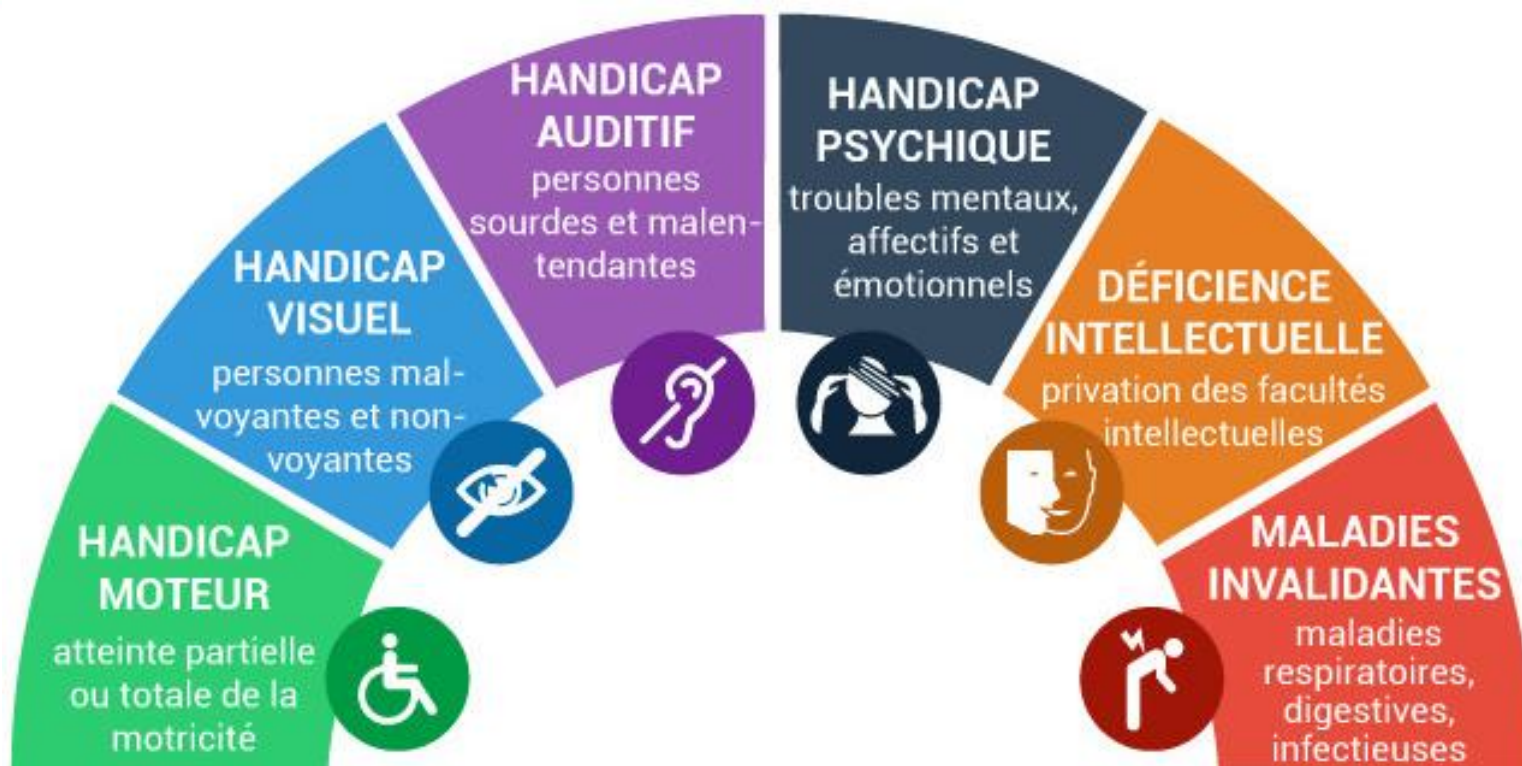 HANDICAP
MOTEUR
atteinte partielle
ou totale de la
motricité
HANDICAP
VISUEL
personnes mal-
voyantes et non-
voyantes
HANDICAP
AUDITIF
personnes
sourdes et malen-
tendantes
HANDICAP
PSYCHIQUE
troubles mentaux,
affectifs et
émotionnels
DÉFICIENCE
INTELLECTUELLE
privation des facultés
intellectuelles
MALADIES
INVALIDANTES
maladies
respiratoires,
digestives,
infectieuses